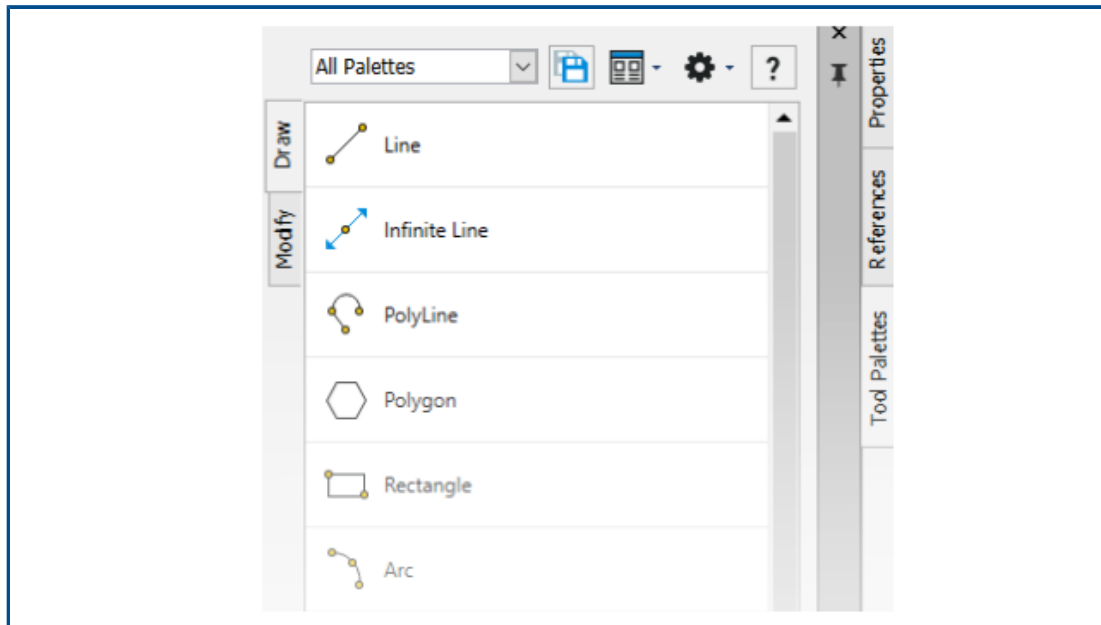 All Palettes
?
Draw
Modify
Line
Infinite Line
PolyLine
Polygon
Rectangle
Arc
Properties
References
Tool Palettes